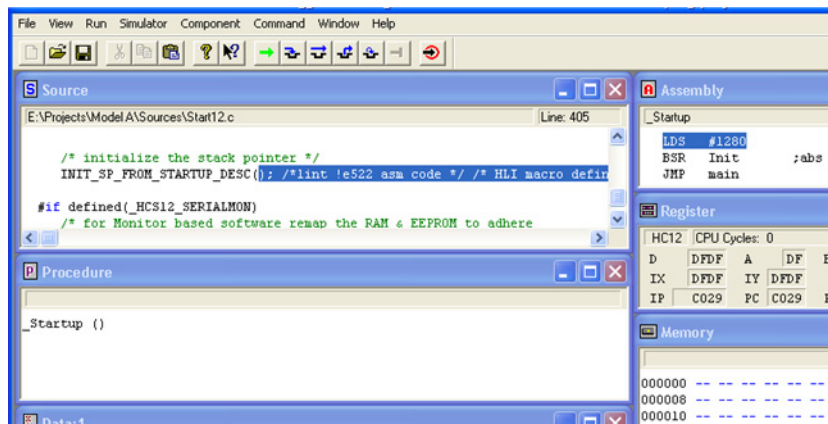 File View Run Simulator Component Command Window Help
Source
E:\Projects\Model A\Sources\Start12.c Line: 405
/* initialize the stack pointer */
INIT_SP_FROM_STARTUP_DESC(); /*lint !e522 asm code */ /* HLI macro defin
#if defined(_HCS12_SERIALMON)
/* for Monitor based software remap the RAM & EEPROM to adhere
Procedure
_Startup ()
Data:1
Assembly
_Startup
LDS #1280
BSR Init ;abs
JMP main
Register
HC12 CPU Cycles: 0
D DFDF A DF
IX DFDF IY DFDF
IP C029 PC C029
Memory
000000 -- -- -- -- -- --
000008 -- -- -- -- -- --
000010 -- -- -- -- -- --